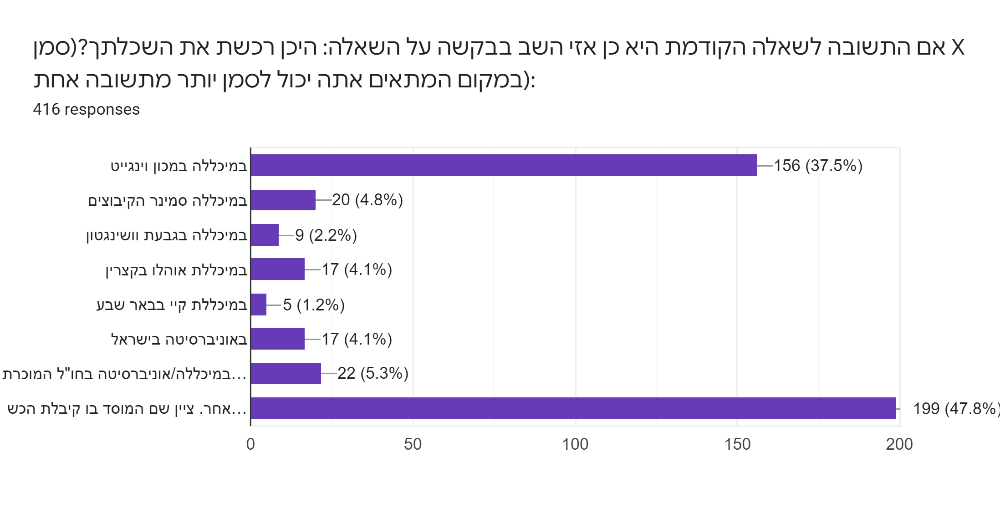 אם התשובה לשאלה הקודמת היא כן אזי השב בבקשה על השאלה: היכן רכשת את השכלתך?(סמן X
במקום המתאים אתה יכול לסמן יותר מתשובה אחת):
416 responses
במיכללה במכון וינגייט
156 (37.5%)
במיכללה סמינר הקיבוצים
20 (4.8%)
במיכללה בגבעת וושינגטון
9 (2.2%)
במיכללת אוהלו בקצרין
17 (4.1%)
במיכללת קיי בבאר שבע
5 (1.2%)
באוניברסיטה בישראל
17 (4.1%)
במיכללה/אוניברסיטה בחו"ל המוכרת…
22 (5.3%)
אחר. ציין שם המוסד בו קיבלת הכש…
199 (47.8%)
0 50 100 150 200